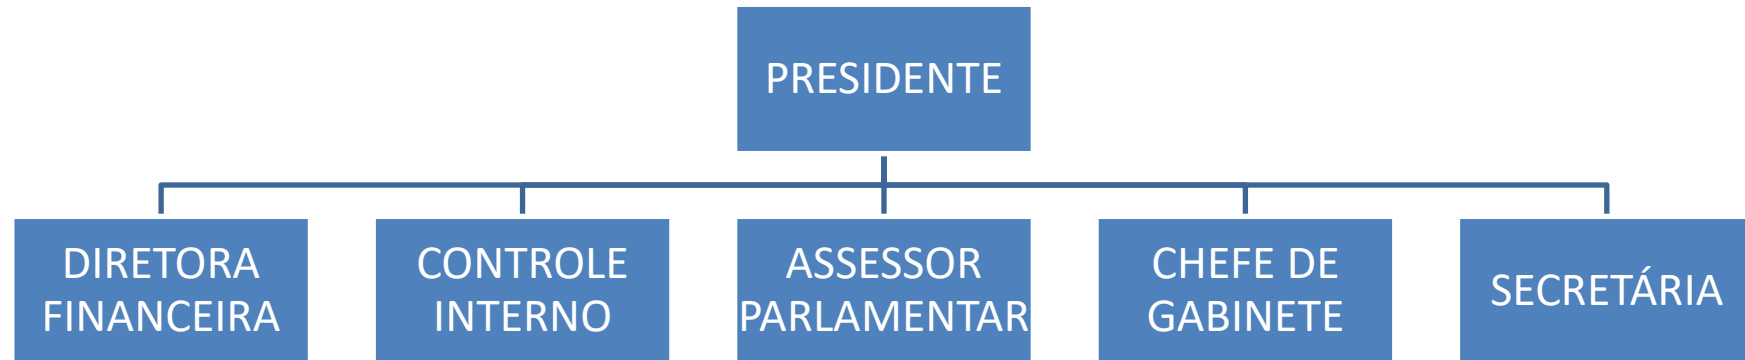 PRESIDENTE
DIRETORA
FINANCEIRA
CONTROLE
INTERNO
ASSESSOR
PARLAMENTAR
CHEFE DE
GABINETE
SECRETÁRIA